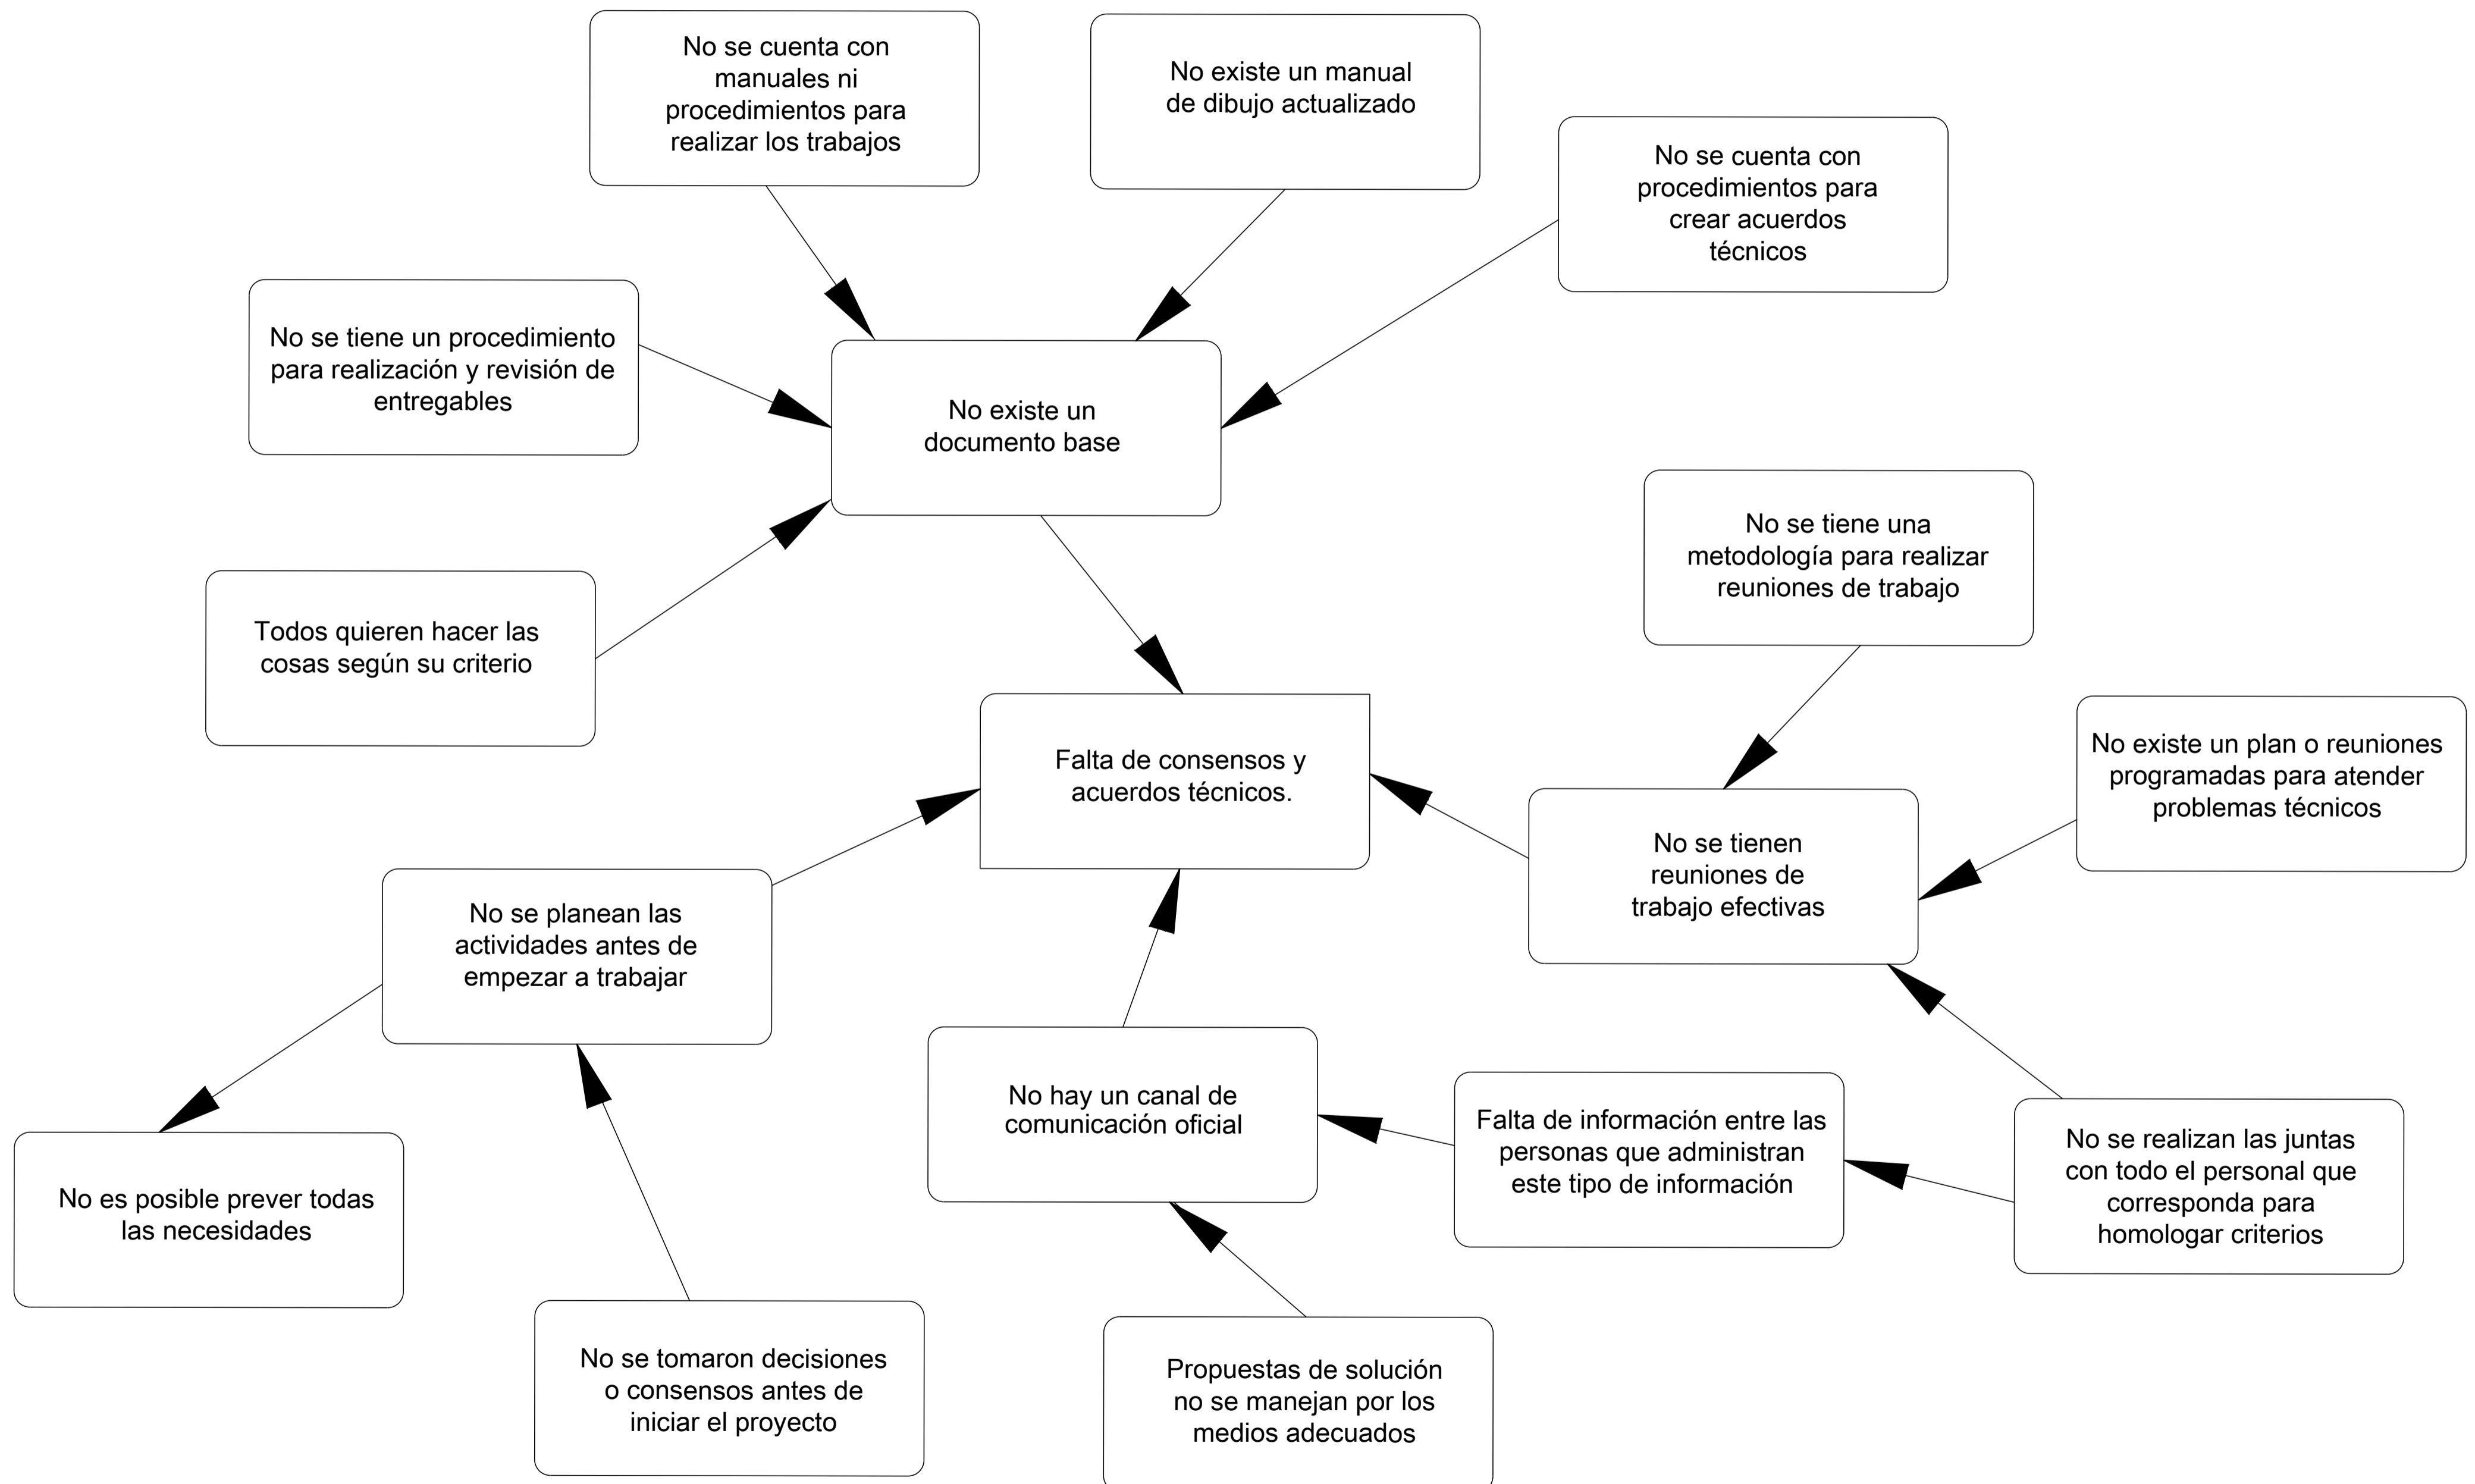 No se cuenta con
manuales ni
procedimientos para
realizar los trabajos
No existe un manual
de dibujo actualizado
No se cuenta con
procedimientos para
crear acuerdos
técnicos
No se tiene un procedimiento
para realización y revisión de
entregables
No existe un
documento base
No se tiene una
metodología para realizar
reuniones de trabajo
Todos quieren hacer las
cosas según su criterio
Falta de consensos y
acuerdos técnicos.
No existe un plan o reuniones
programadas para atender
problemas técnicos
No se tienen
reuniones de
trabajo efectivas
No se planean las
actividades antes de
empezar a trabajar
No hay un canal de
comunicación oficial
Falta de información entre las
personas que administran
este tipo de información
No se realizan las juntas
con todo el personal que
corresponda para
homologar criterios
No es posible prever todas
las necesidades
No se tomaron decisiones
o consensos antes de
iniciar el proyecto
Propuestas de solución
no se manejan por los
medios adecuados